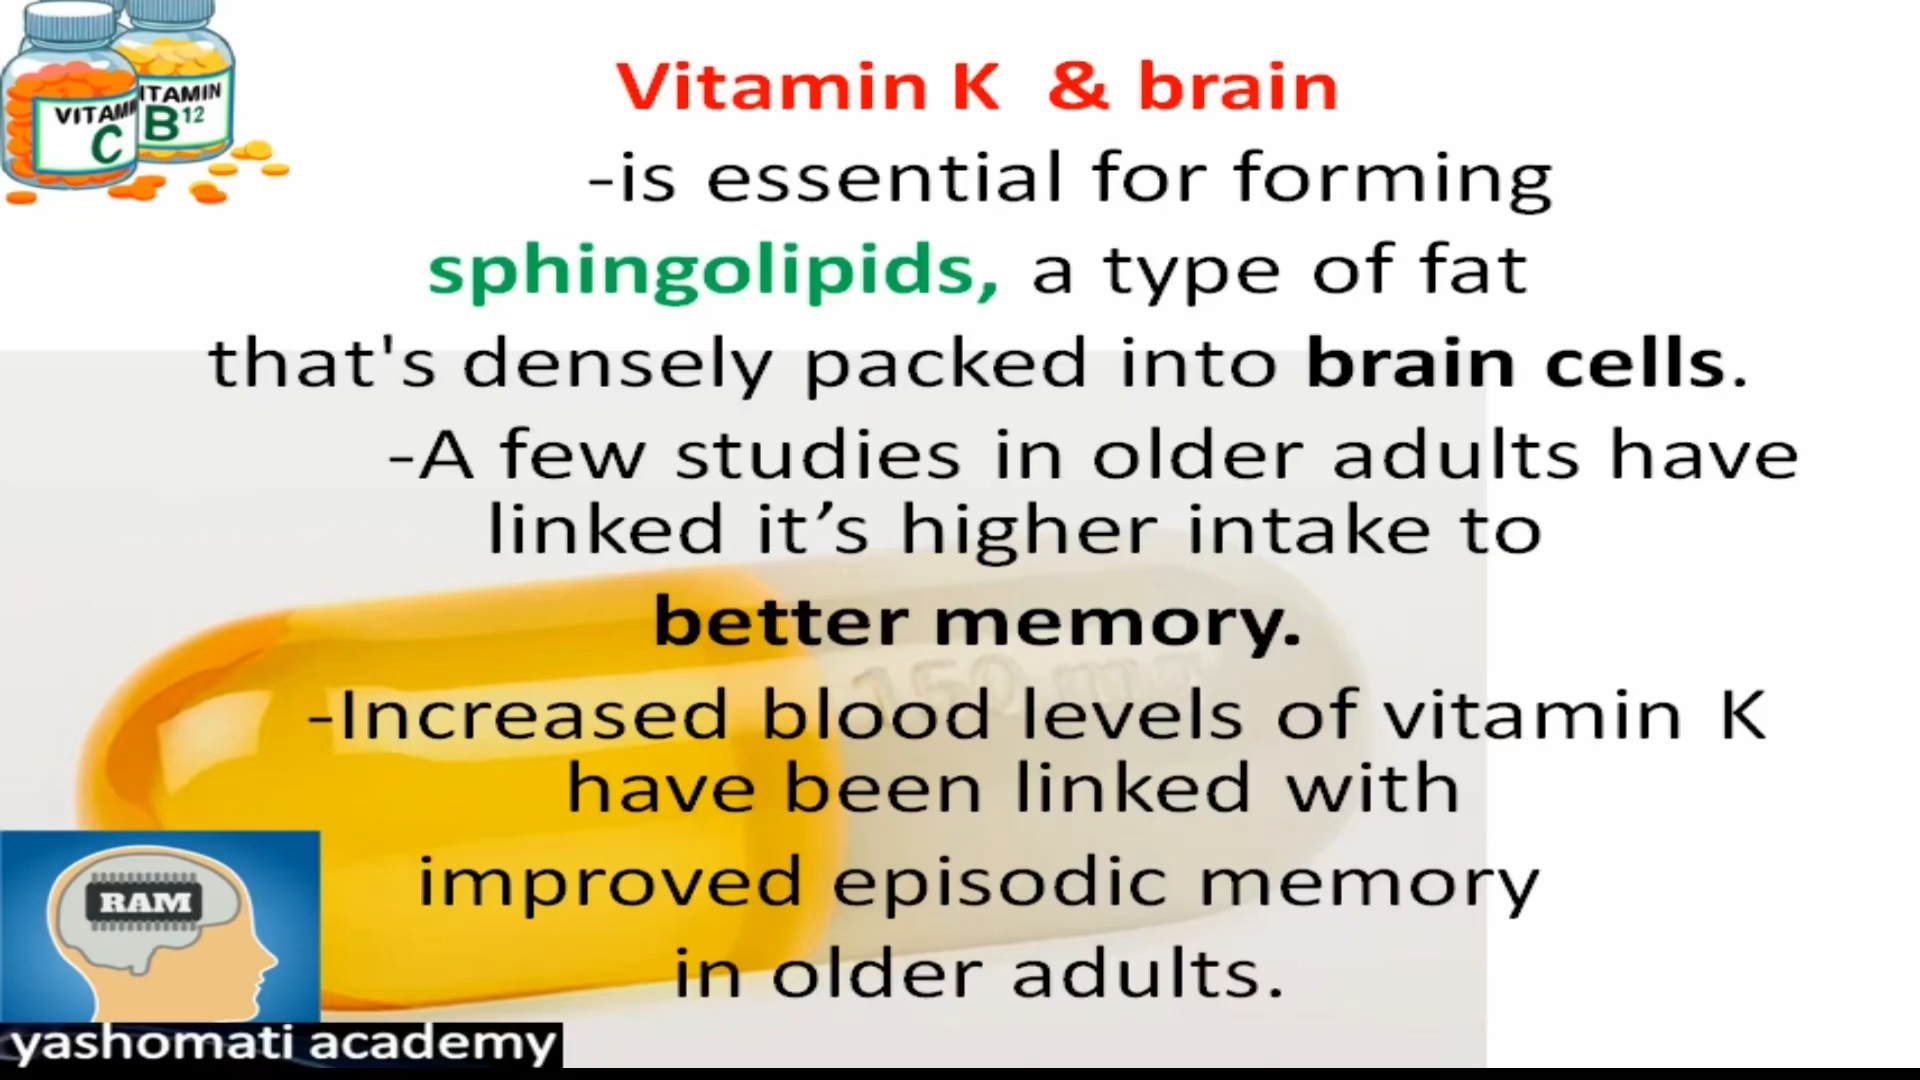 VITAMIN
C
VITAMIN
B12
Vitamin K & brain
-is essential for forming
sphingolipids, a type of fat
that's densely packed into brain cells.
-A few studies in older adults have
linked it’s higher intake to
better memory.
150 mg
-Increased blood levels of vitamin K
have been linked with
improved episodic memory
in older adults.
RAM
yashomati academy